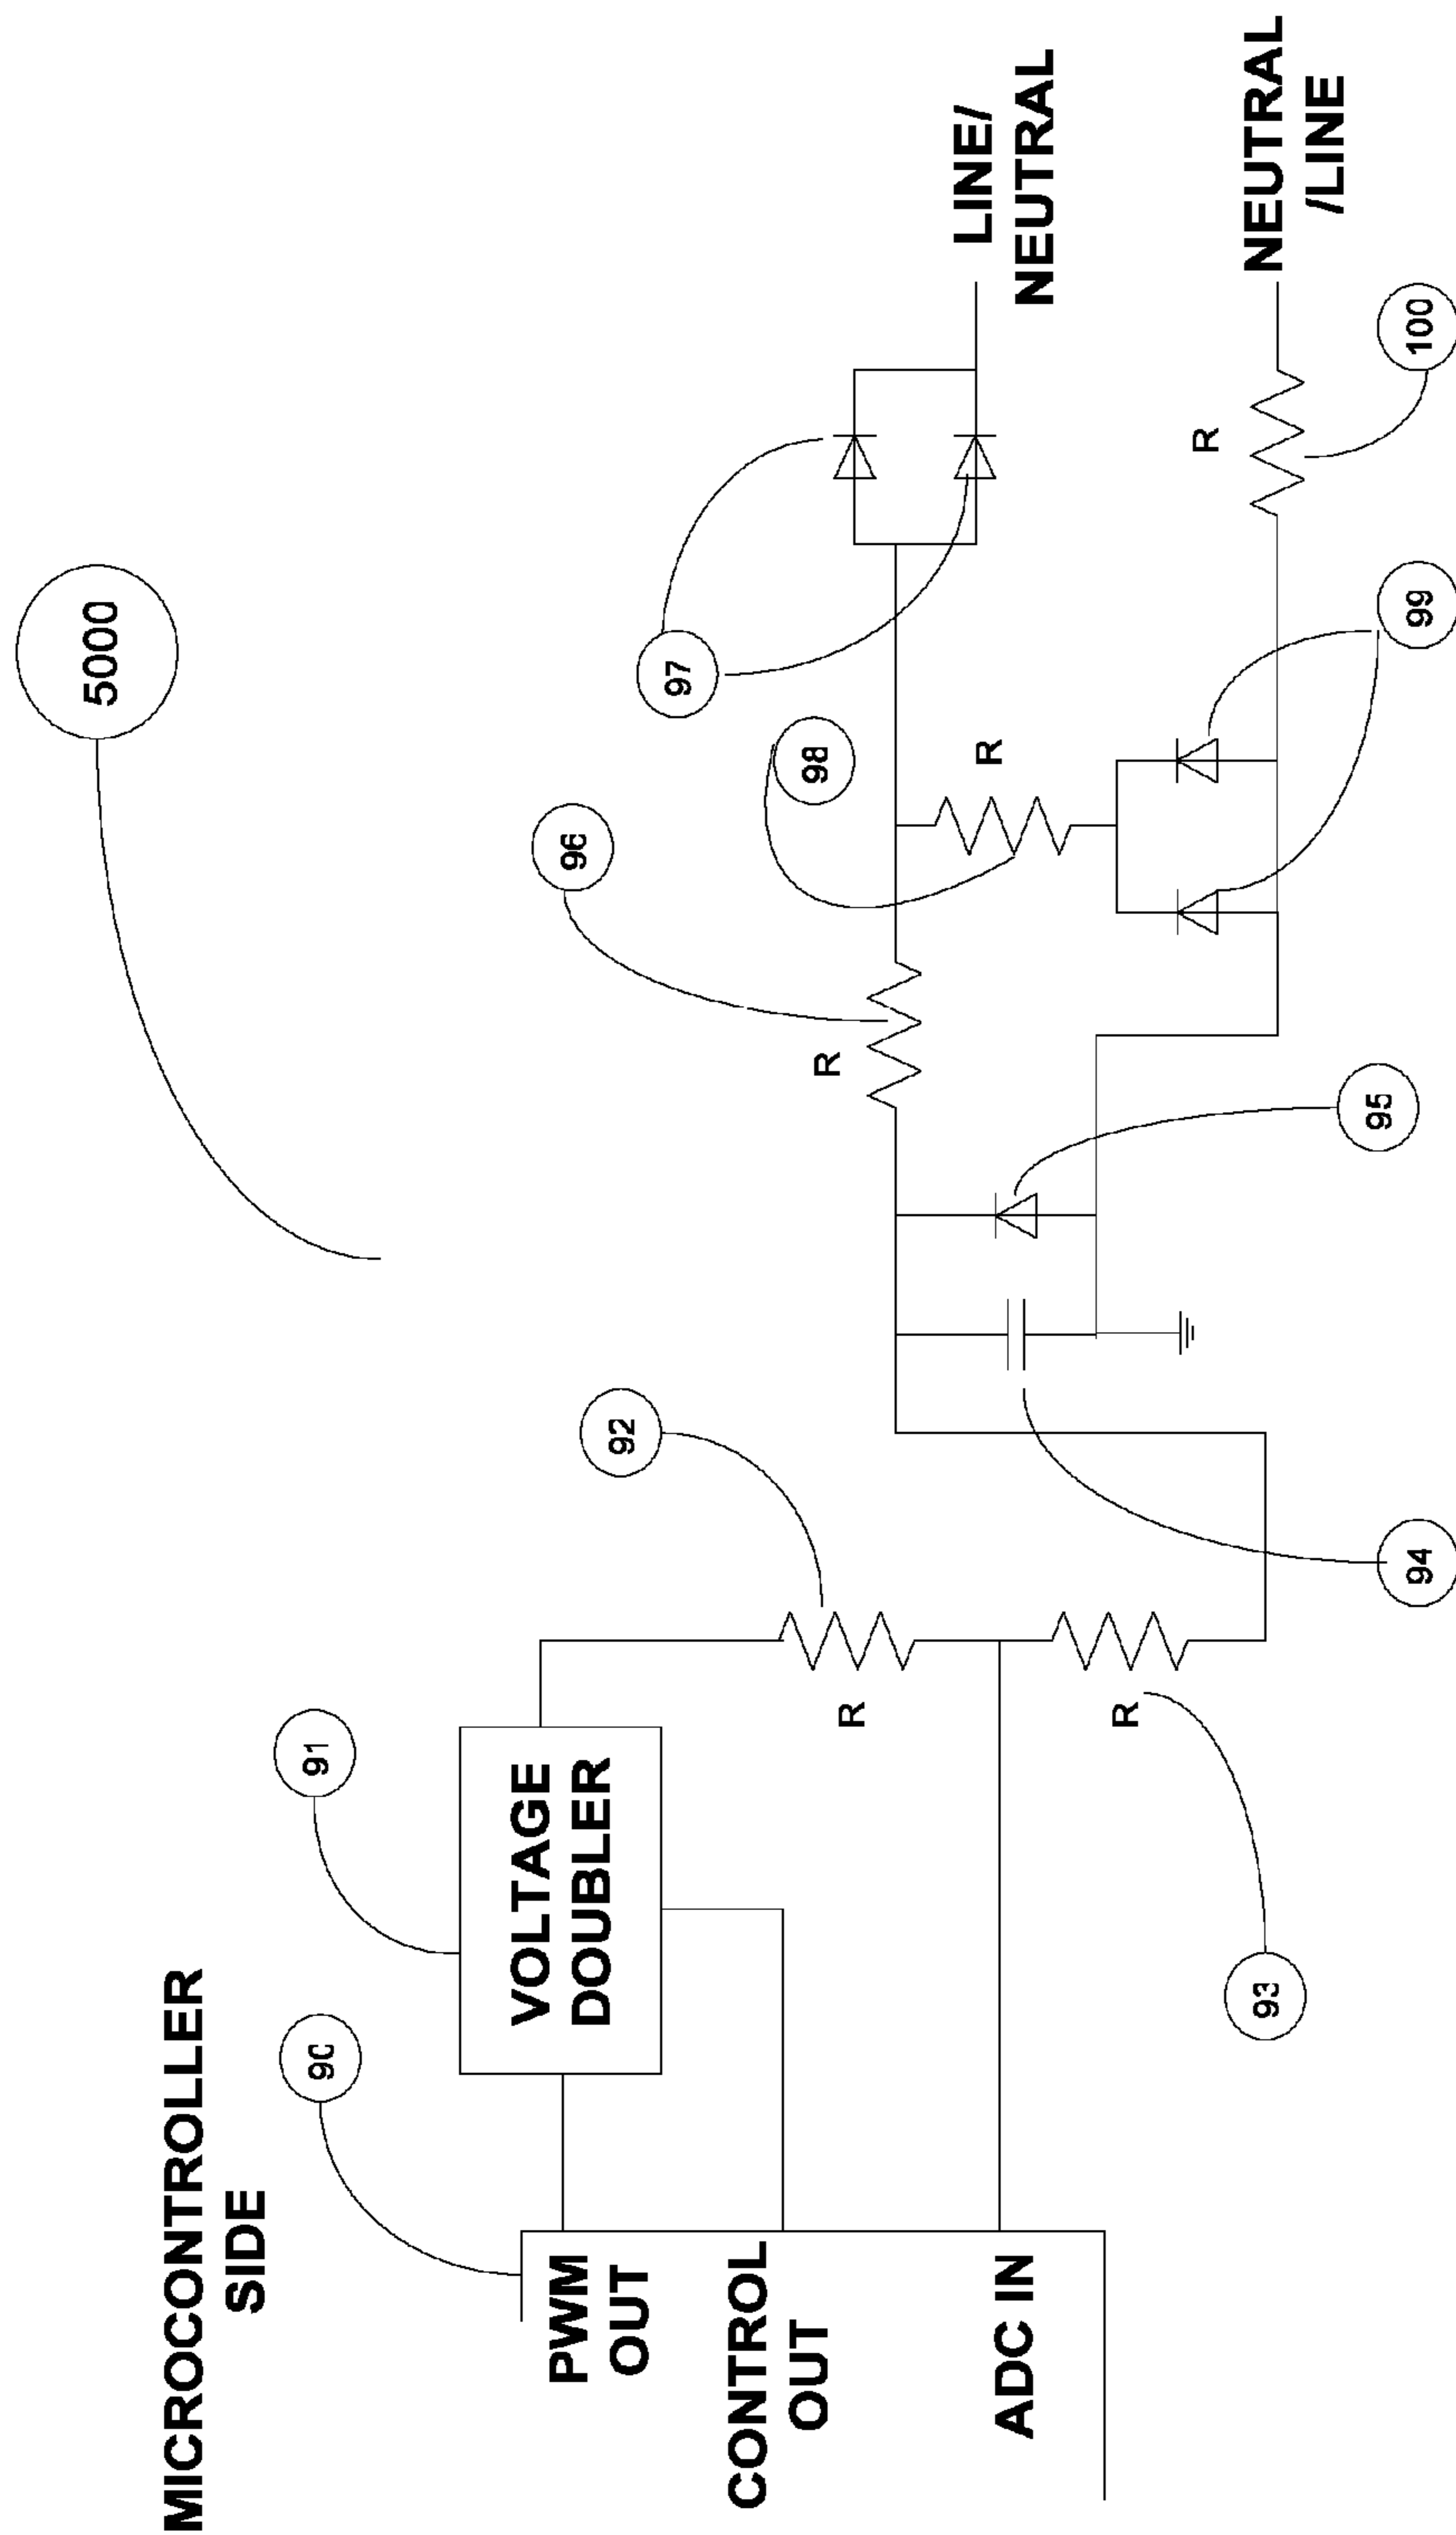 5000
MICROCONTROLLER
SIDE
90
91
92
96
97
VOLTAGE
DOUBLER
PWM
OUT
CONTROL
OUT
ADC IN
R
R
R
98
R
LINE/
NEUTRAL
NEUTRAL
/LINE
R
93
94
95
99
100